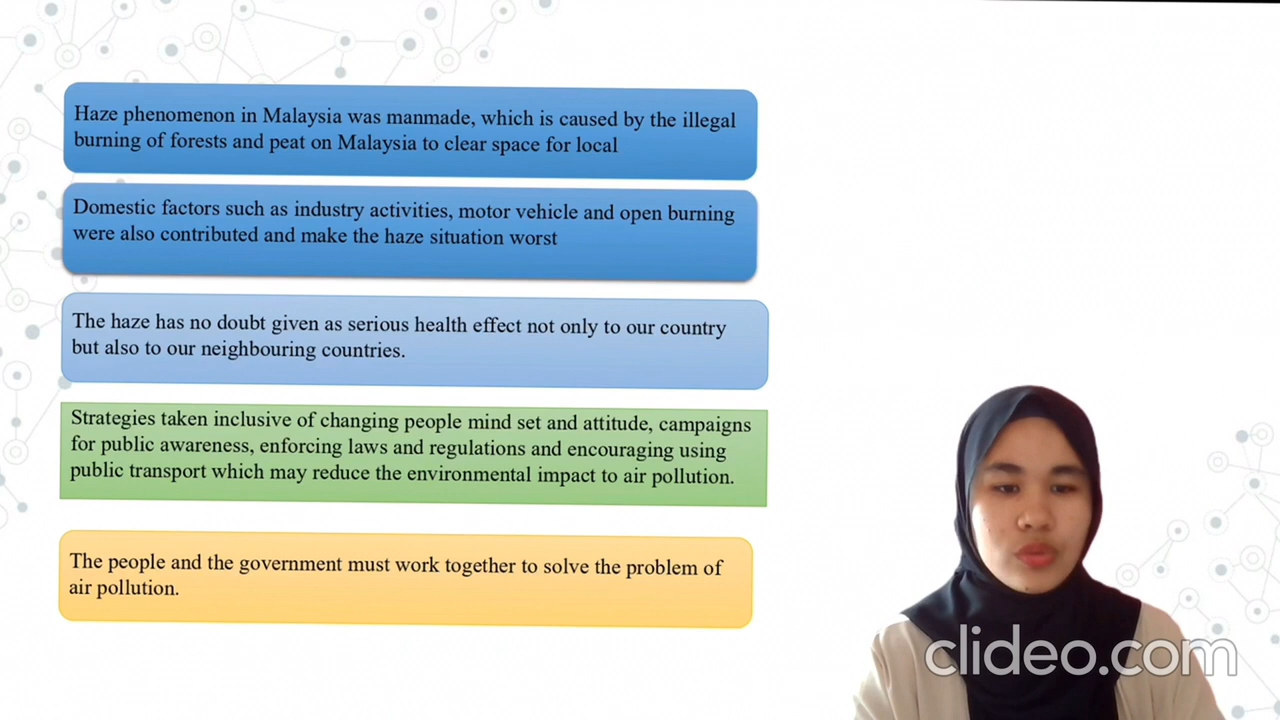 Haze phenomenon in Malaysia was manmade, which is caused by the illegal
burning of forests and peat on Malaysia to clear space for local
Domestic factors such as industry activities, motor vehicle and open burning
were also contributed and make the haze situation worst
The haze has no doubt given as serious health effect not only to our country
but also to our neighbouring countries.
Strategies taken inclusive of changing people mind set and attitude, campaigns
for public awareness, enforcing laws and regulations and encouraging using
public transport which may reduce the environmental impact to air pollution.
The people and the government must work together to solve the problem of
air pollution.
clideo.com